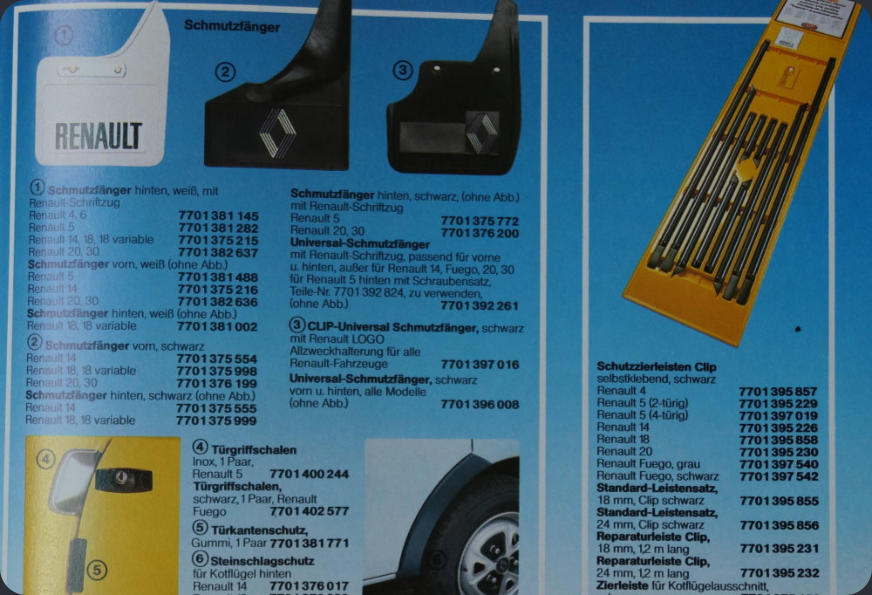 Schmutzfänger
①
RENAULT
②
③
① Schmutzfänger hinten, weiß, mit
Renault-Schriftzug
Renault 4, 6 7701 381 145
Renault 5 7701 381 282
Renault 14, 18, 18 variable 7701 375 215
Renault 20, 30 7701 382 637
Schmutzfänger vorn, weiß (ohne Abb.)
Renault 5 7701 381 488
Renault 14 7701 375 216
Renault 20, 30 7701 382 636
Schmutzfänger hinten, weiß (ohne Abb.)
Renault 18, 18 variable 7701 381 002
② Schmutzfänger vorn, schwarz
Renault 14 7701 375 554
Renault 18, 18 variable 7701 375 998
Renault 20, 30 7701 376 199
Schmutzfänger hinten, schwarz (ohne Abb.)
Renault 14 7701 375 555
Renault 18, 18 variable 7701 375 999
Schmutzfänger hinten, schwarz, (ohne Abb.)
mit Renault-Schriftzug
Renault 5 7701 375 772
Renault 20, 30 7701 376 200
Universal-Schmutzfänger
mit Renault-Schriftzug, passend für vorne
u. hinten, außer für Renault 14, Fuego, 20, 30
für Renault 5 hinten mit Schraubensatz,
Teile-Nr. 7701 392 824, zu verwenden,
(ohne Abb.) 7701 392 261
③ CLIP-Universal Schmutzfänger, schwarz
mit Renault LOGO
Allzweckhalterung für alle
Renault-Fahrzeuge 7701 397 016
Universal-Schmutzfänger, schwarz
vorn u. hinten, alle Modelle
(ohne Abb.) 7701 396 008
④
⑤
④ Türgriffschalen
Inox, 1 Paar,
Renault 5 7701 400 244
Türgriffschalen,
schwarz, 1 Paar, Renault
Fuego 7701 402 577
⑤ Türkantenschutz,
Gummi, 1 Paar 7701 381 771
⑥ Steinschlagschutz
für Kotflügel hinten
Renault 14 7701 376 017
⑥
Schutzzierleisten Clip
selbstklebend, schwarz
Renault 4 7701 395 857
Renault 5 (2-türig) 7701 395 229
Renault 5 (4-türig) 7701 397 019
Renault 14 7701 395 226
Renault 18 7701 395 858
Renault 20 7701 395 230
Renault Fuego, grau 7701 397 540
Renault Fuego, schwarz 7701 397 542
Standard-Leistensatz,
18 mm, Clip schwarz 7701 395 855
Standard-Leistensatz,
24 mm, Clip schwarz 7701 395 856
Reparaturleiste Clip,
18 mm, 1,2 m lang 7701 395 231
Reparaturleiste Clip,
24 mm, 1,2 m lang 7701 395 232
Zierleiste für Kotflügelausschnitt,